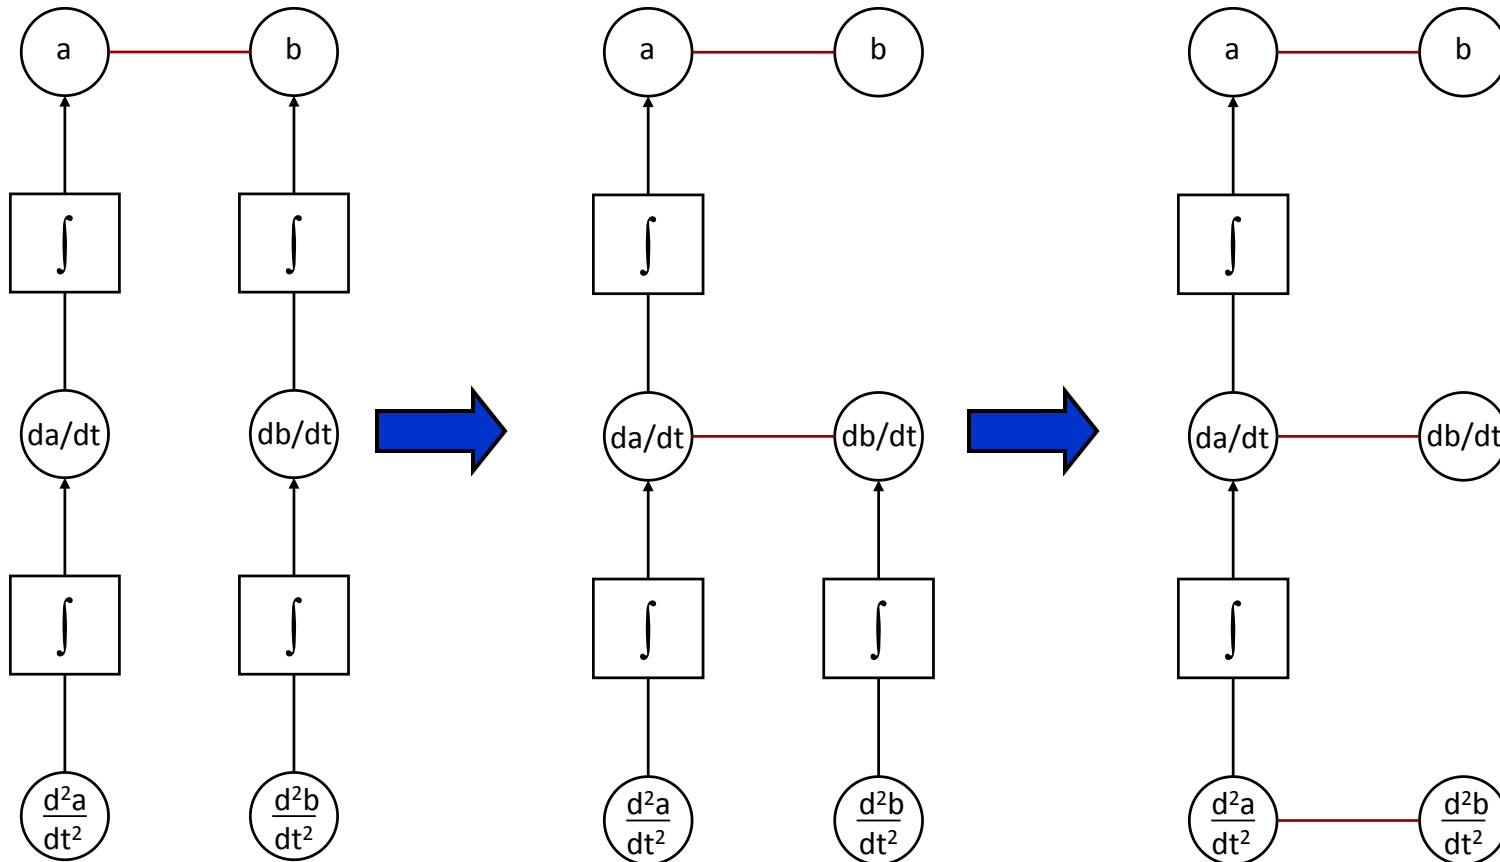 a b a b a b
∫ ∫ ∫ ∫
da/dt db/dt da/dt db/dt da/dt db/dt
∫ ∫ ∫ ∫ ∫
d²a d²b d²a d²b d²a d²b
dt² dt² dt² dt² dt² dt²